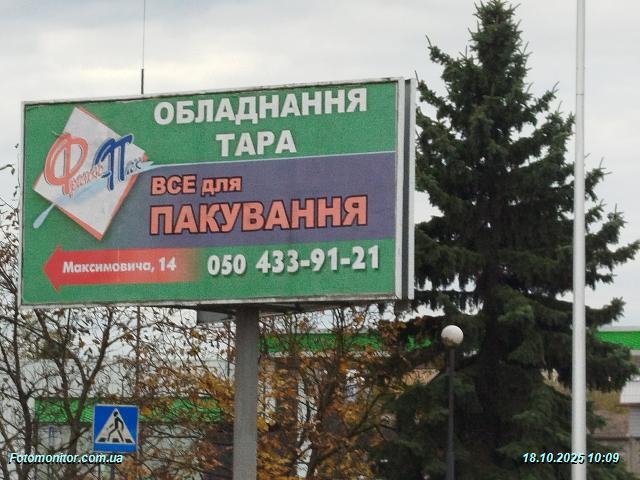 ОБЛАДНАННЯ
ТАРА
ВСЕ для
ПАКУВАННЯ
Максимовича, 14
050 433-91-21
Fotomonitor.com.ua
18.10.2025 10:09